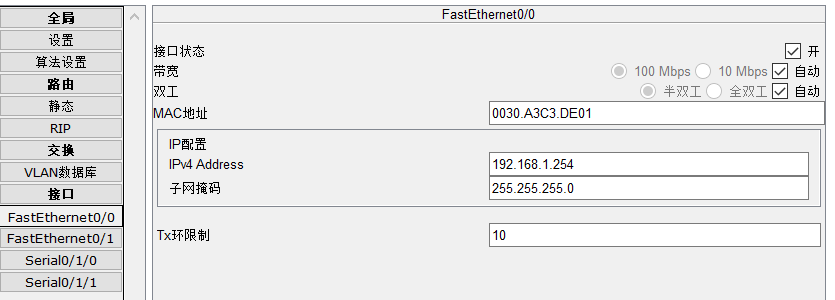 全局
设置
算法设置
路由
静态
RIP
交换
VLAN数据库
接口
FastEthernet0/0
FastEthernet0/1
Serial0/1/0
Serial0/1/1
FastEthernet0/0
接口状态 开
带宽 100 Mbps 10 Mbps 自动
双工 半双工 全双工 自动
MAC地址 0030.A3C3.DE01
IP配置
IPv4 Address 192.168.1.254
子网掩码 255.255.255.0
Tx环限制 10